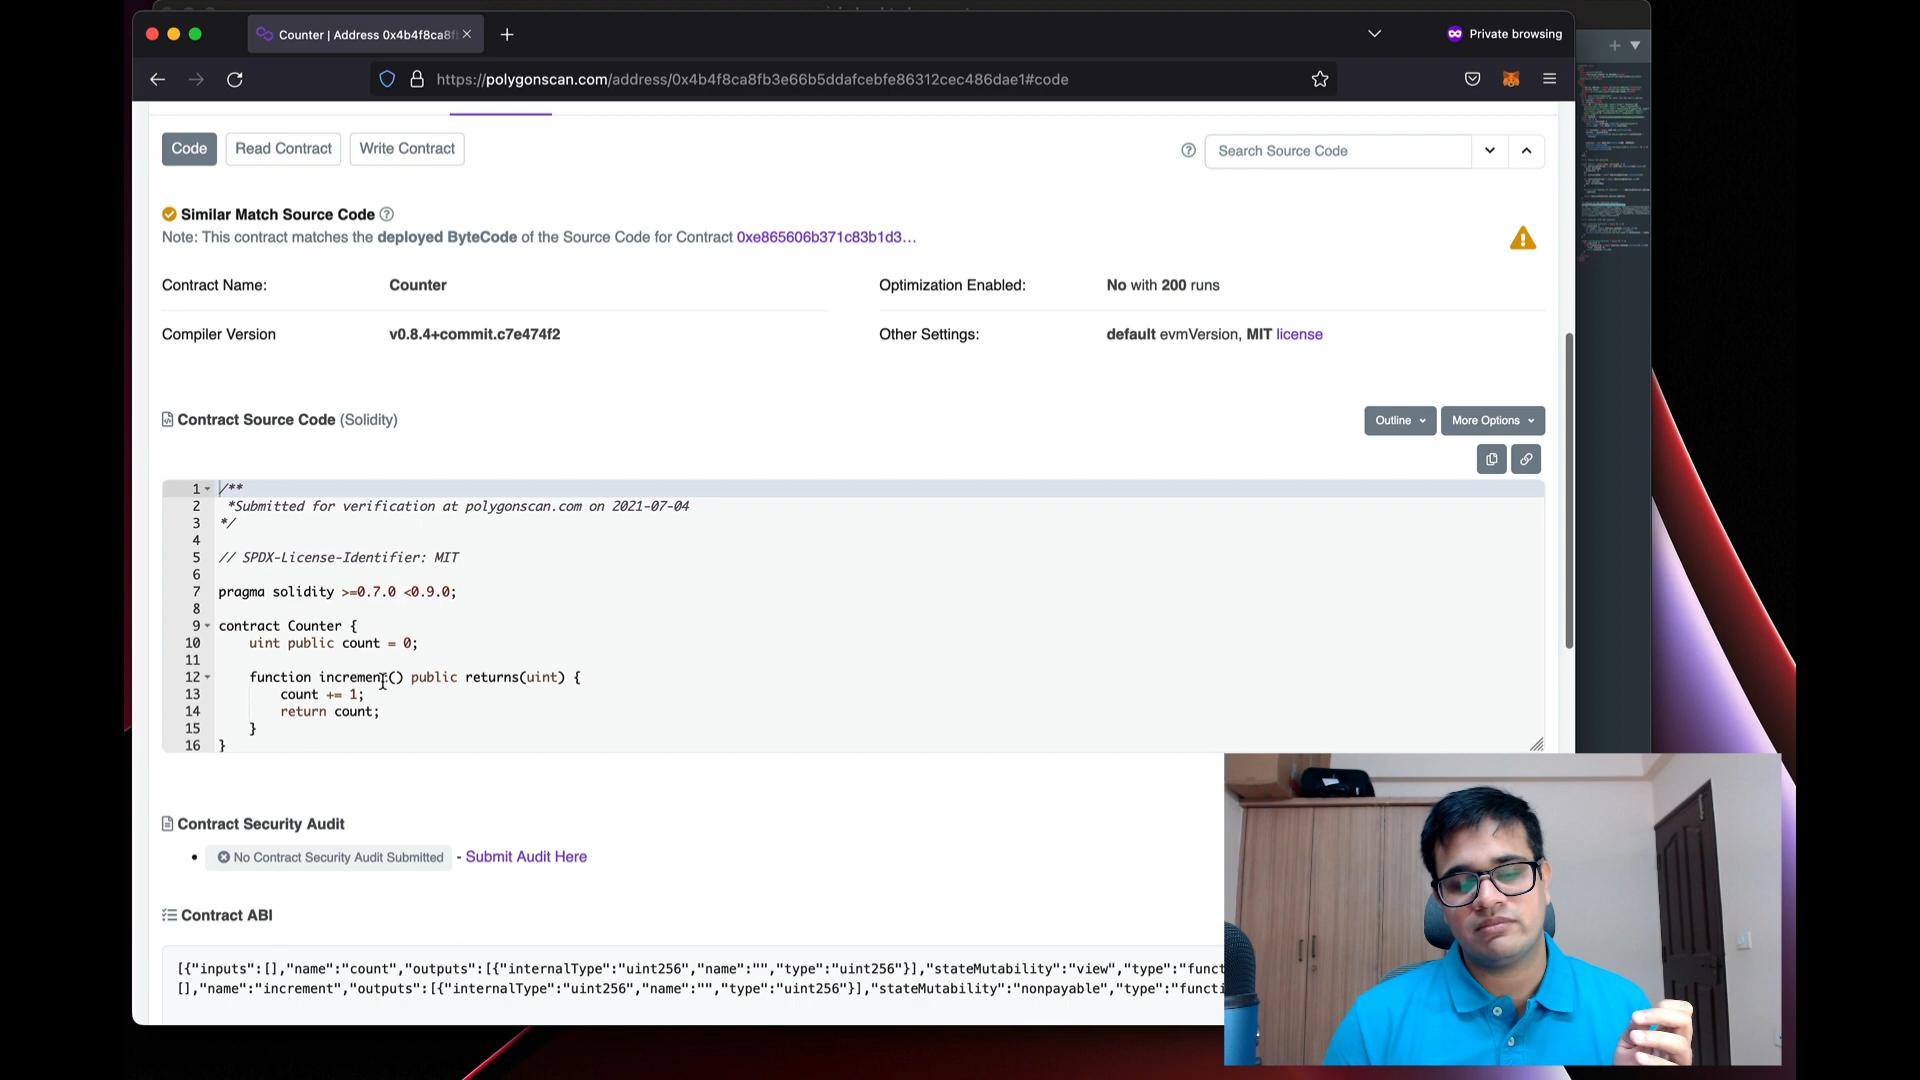 Counter | Address 0x4b4f8ca8f
Private browsing
https://polygonscan.com/address/0x4b4f8ca8fb3e66b5ddafcebfe86312cec486dae1#code
Code
Read Contract
Write Contract
Search Source Code
Similar Match Source Code
Note: This contract matches the deployed ByteCode of the Source Code for Contract 0xe865606b371c83b1d3...
Contract Name:
Counter
Optimization Enabled:
No with 200 runs
Compiler Version
v0.8.4+commit.c7e474f2
Other Settings:
default evmVersion, MIT license
Contract Source Code (Solidity)
Outline
More Options
1 /**
2 *Submitted for verification at polygonscan.com on 2021-07-04
3 */
4
5 // SPDX-License-Identifier: MIT
6
7 pragma solidity >=0.7.0 <0.9.0;
8
9 contract Counter {
10 uint public count = 0;
11
12 function increment() public returns(uint) {
13 count += 1;
14 return count;
15 }
16 }
Contract Security Audit
No Contract Security Audit Submitted - Submit Audit Here
Contract ABI
[{"inputs":[],"name":"count","outputs":[{"internalType":"uint256","name":"","type":"uint256"}],"stateMutability":"view","type":"funct
[],"name":"increment","outputs":[{"internalType":"uint256","name":"","type":"uint256"}],"stateMutability":"nonpayable","type":"functi